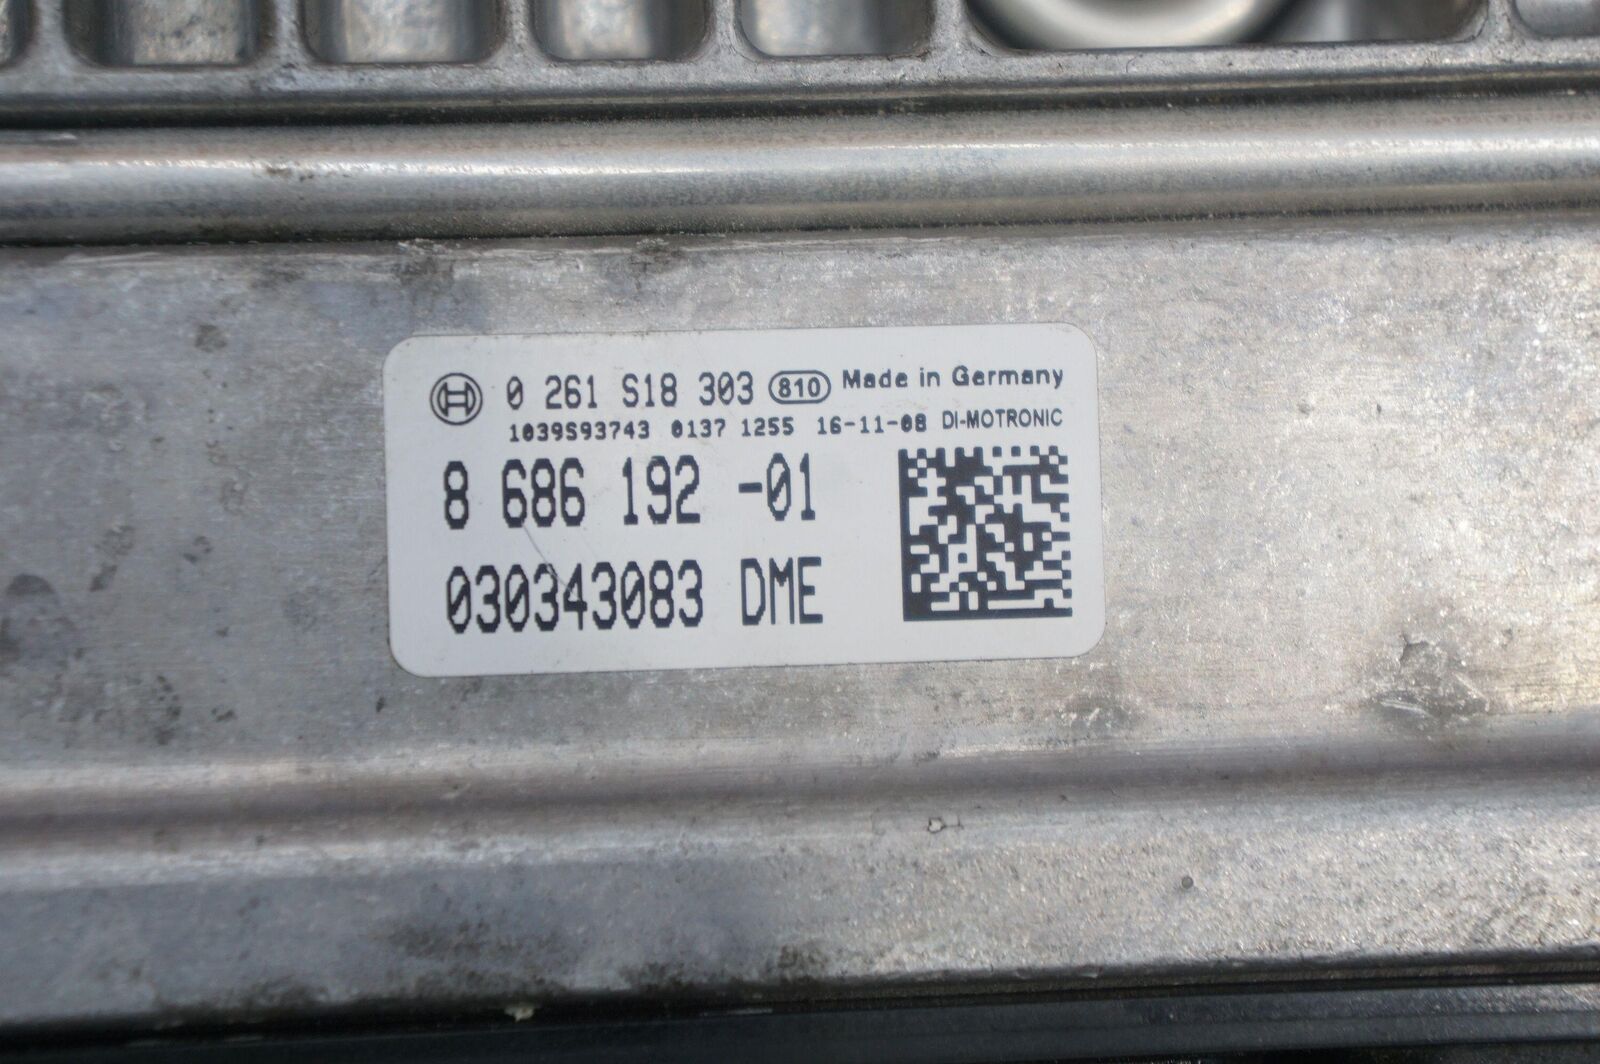 0 261 S18 303 810 Made in Germany
1039S93743 0137 1255 16-11-08 DI-MOTRONIC
8 686 192 -01
030343083 DME